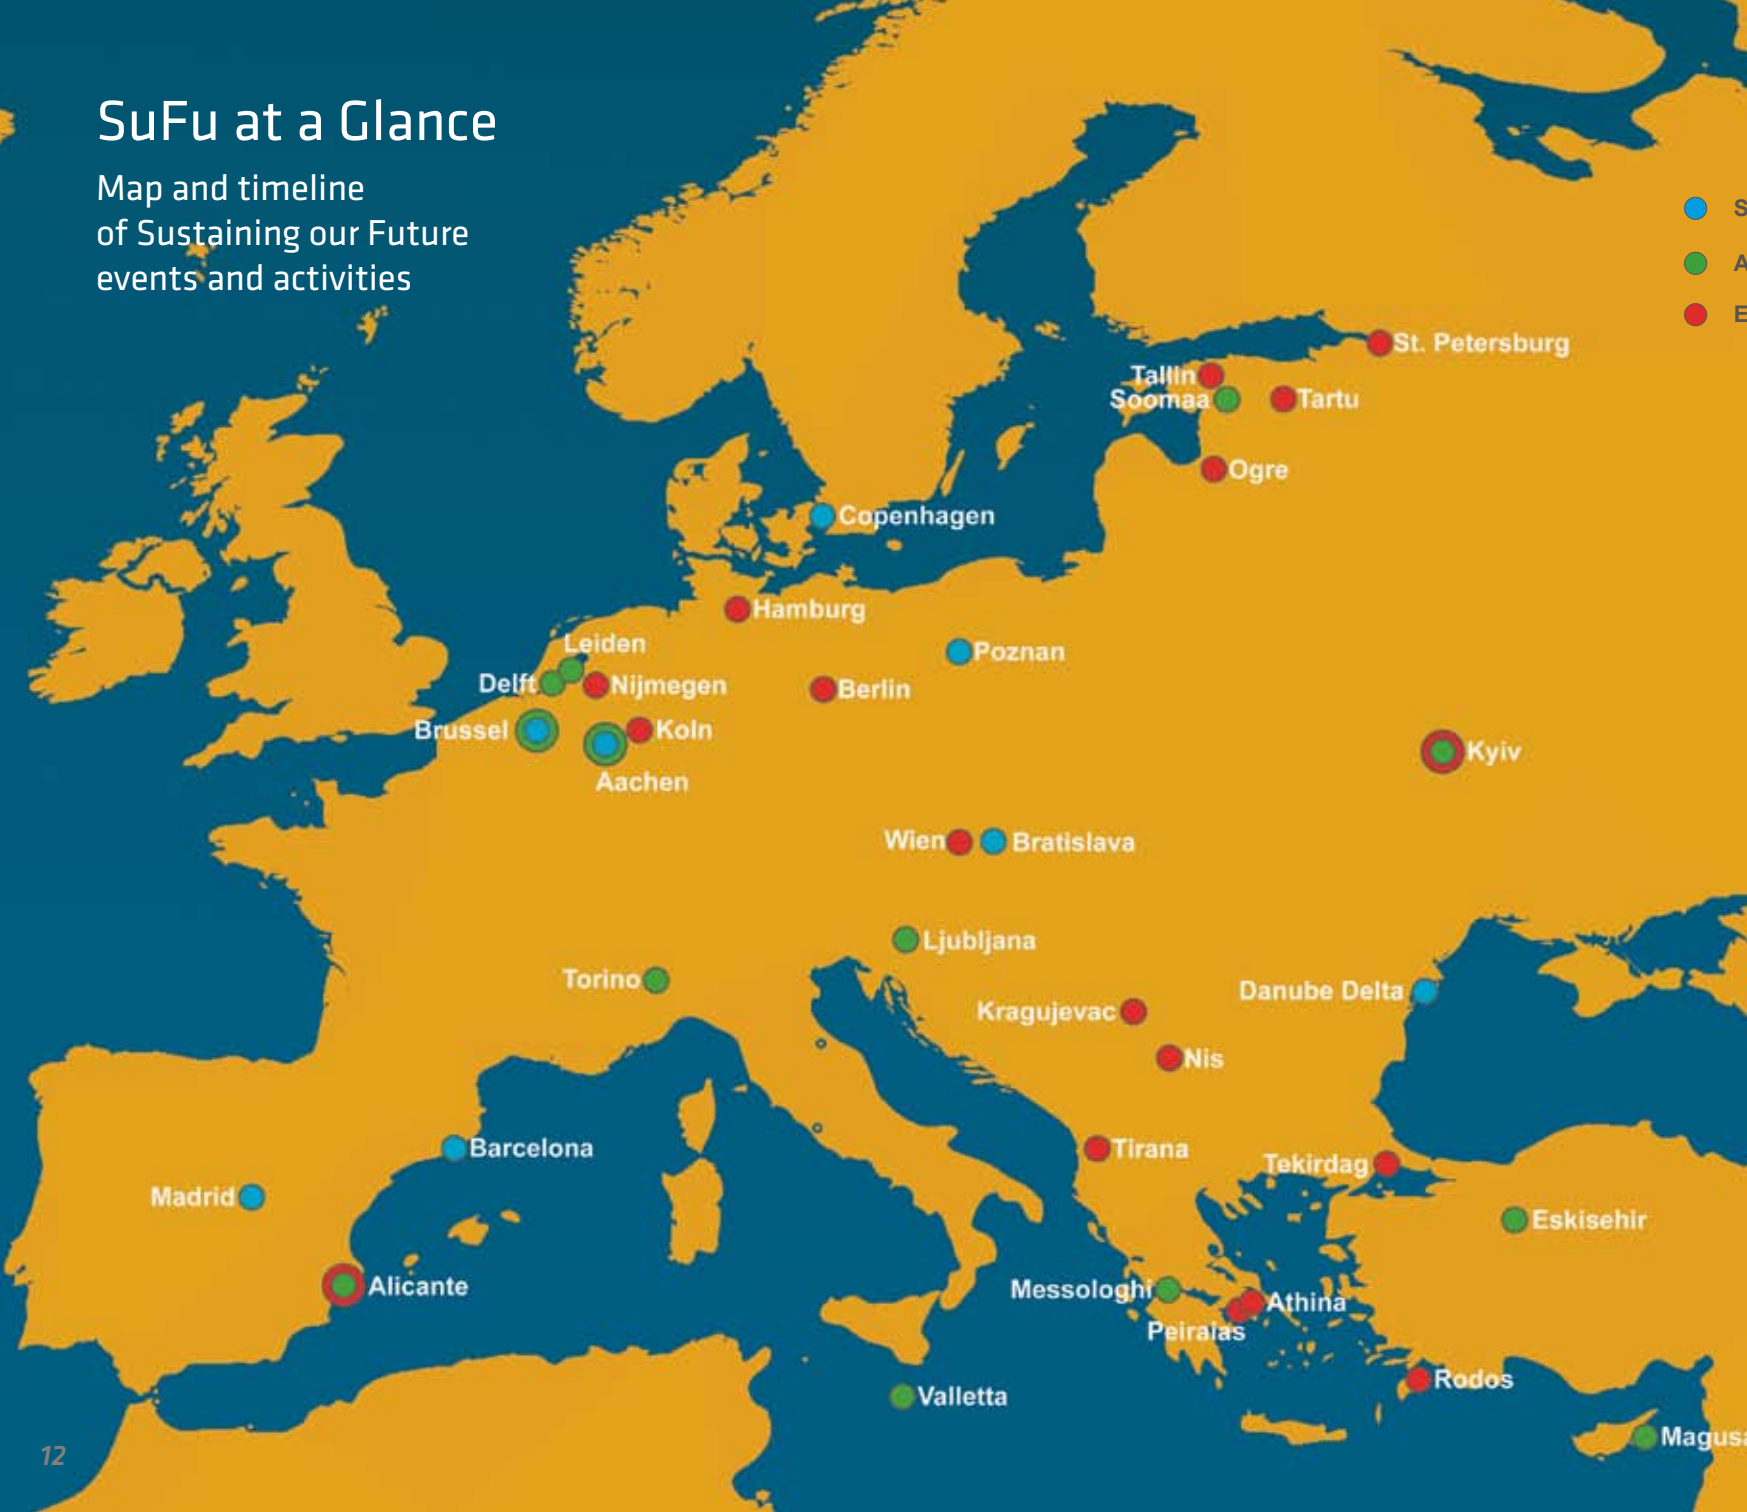 SuFu at a Glance
Map and timeline
of Sustaining our Future
events and activities
S
A
E
St. Petersburg
Tallin
Soomaa
Tartu
Ogre
Copenhagen
Hamburg
Leiden
Poznan
Delft
Nijmegen
Berlin
Brussel
Koln
Kyiv
Aachen
Wien
Bratislava
Ljubljana
Torino
Danube Delta
Kragujevac
Nis
Barcelona
Tirana
Tekirdag
Madrid
Eskisehir
Alicante
Messologhi
Athina
Peiraias
Rodos
Valletta
Magusa
12